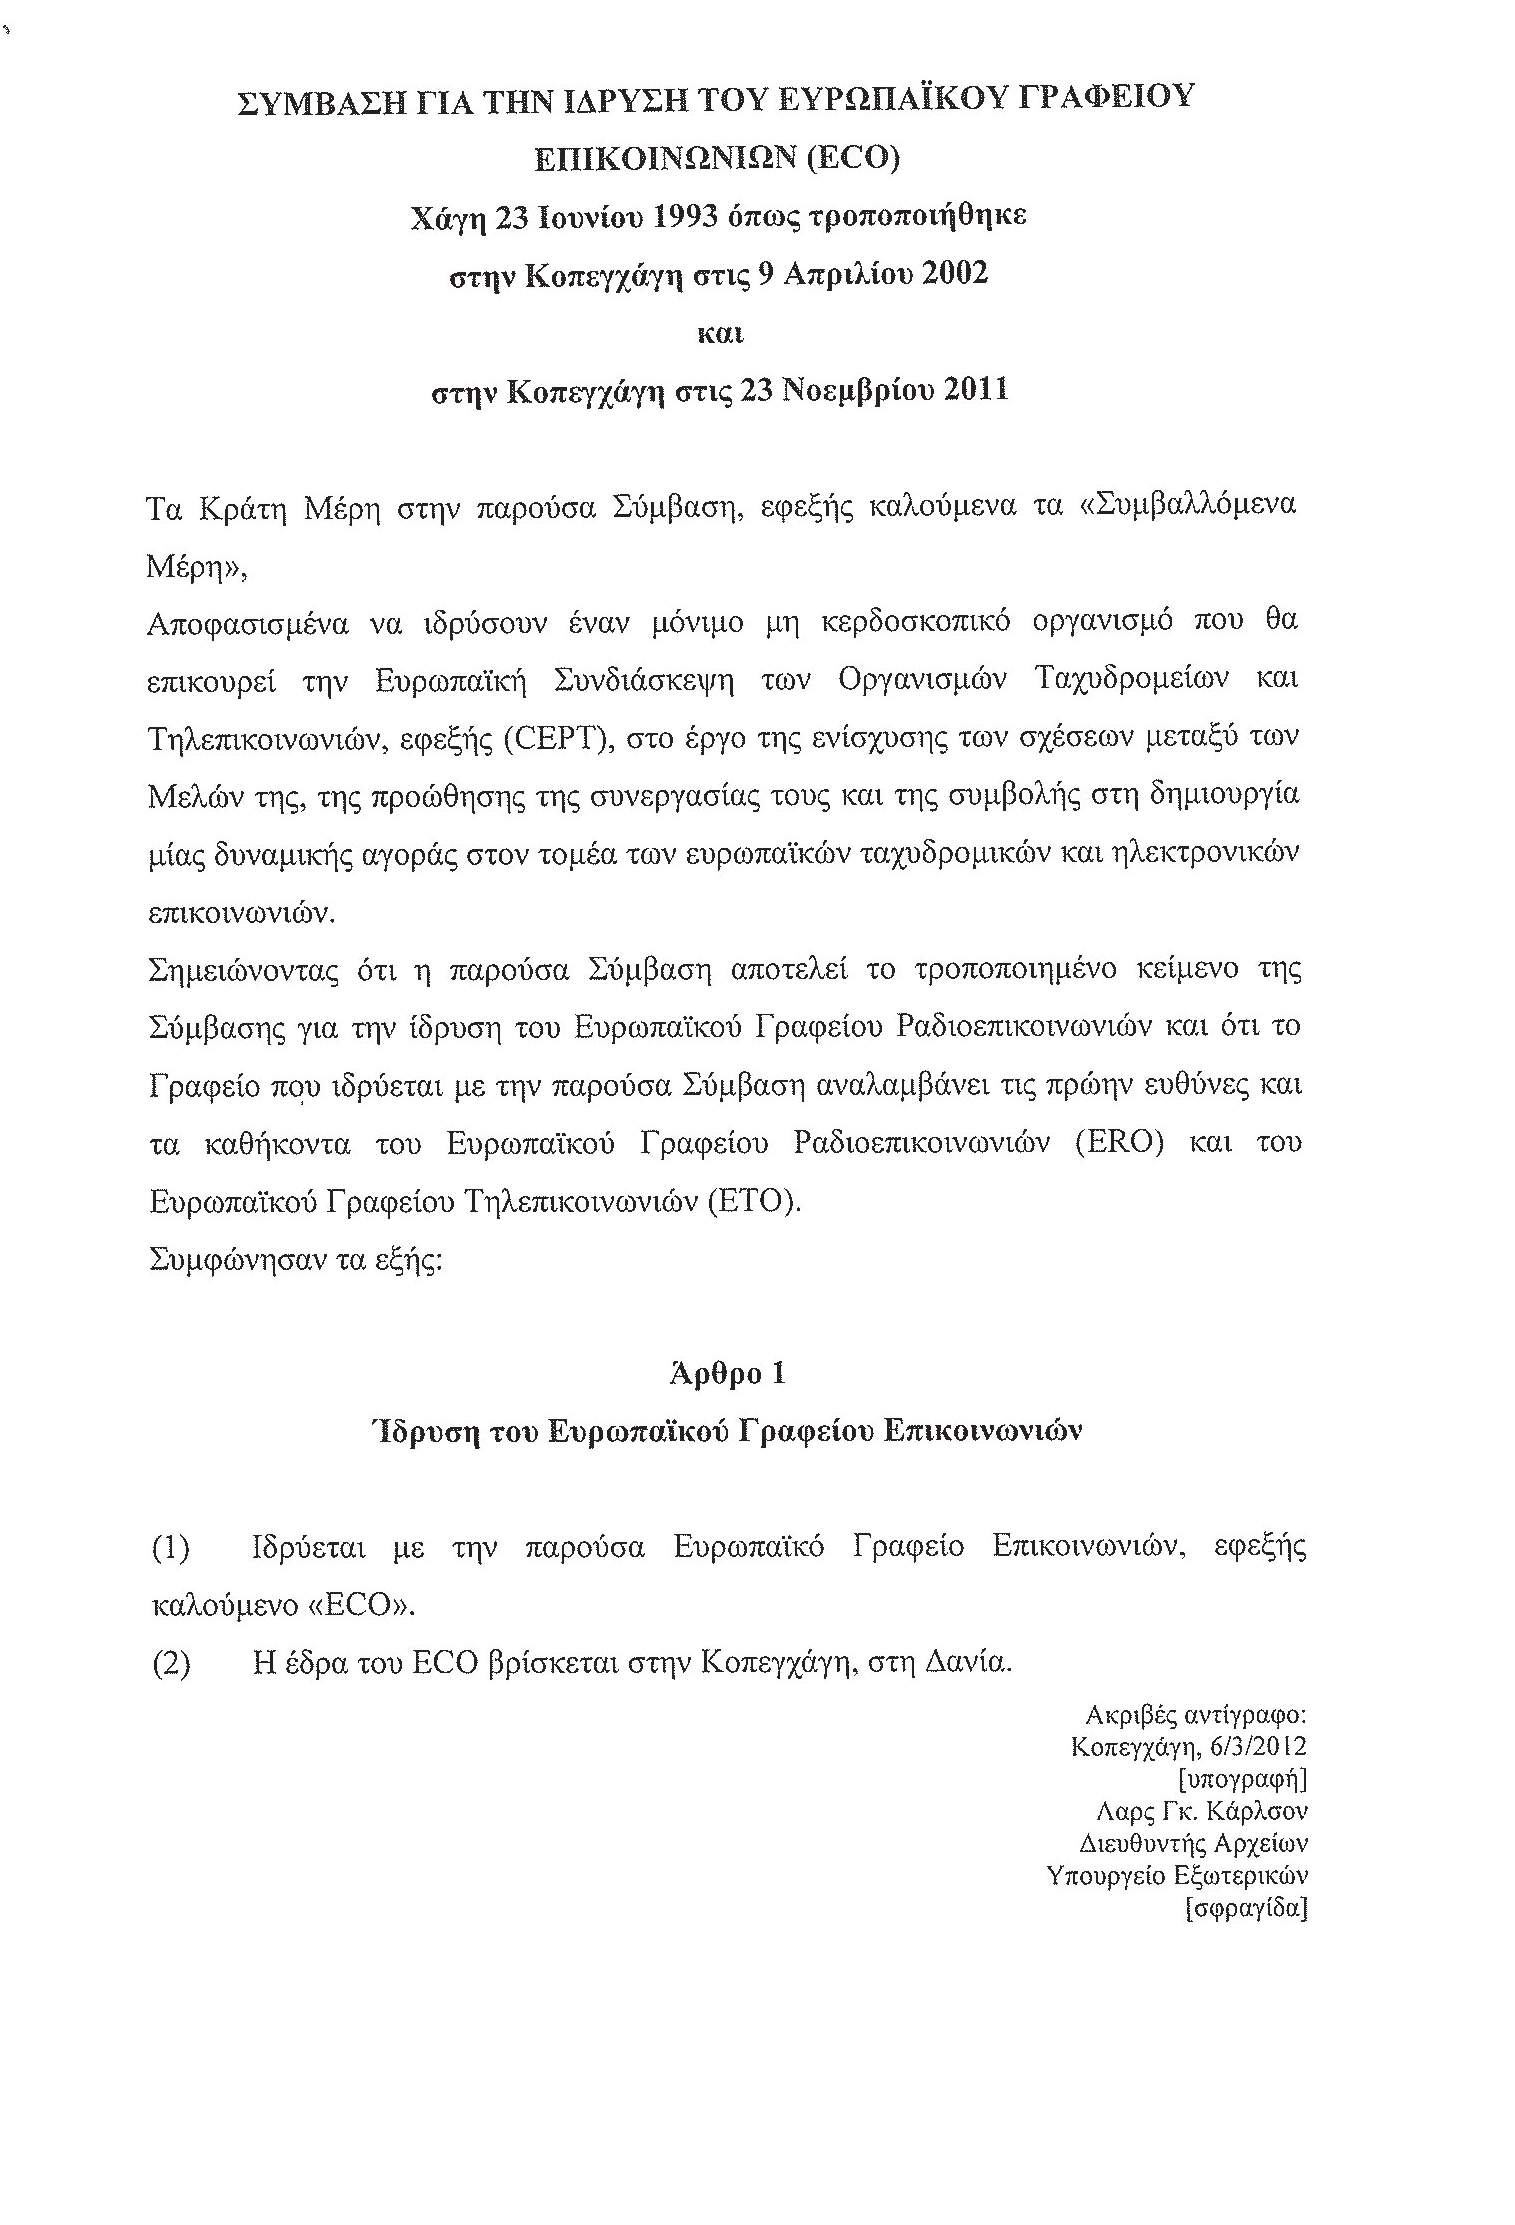 ΣΥΜΒΑΣΗ ΓΙΑ ΤΗΝ ΙΔΡΥΣΗ ΤΟΥ ΕΥΡΩΠΑΪΚΟΥ ΓΡΑΦΕΙΟΥ
ΕΠΙΚΟΙΝΩΝΙΩΝ (ECO)
Χάγη 23 Ιουνίου 1993 όπως τροποποιήθηκε
στην Κοπεγχάγη στις 9 Απριλίου 2002
και
στην Κοπεγχάγη στις 23 Νοεμβρίου 2011
Τα Κράτη Μέρη στην παρούσα Σύμβαση, εφεξής καλούμενα τα «Συμβαλλόμενα
Μέρη»,
Αποφασισμένα να ιδρύσουν έναν μόνιμο μη κερδοσκοπικό οργανισμό που θα
επικουρεί την Ευρωπαϊκή Συνδιάσκεψη των Οργανισμών Ταχυδρομείων και
Τηλεπικοινωνιών, εφεξής (CEPT), στο έργο της ενίσχυσης των σχέσεων μεταξύ των
Μελών της, της προώθησης της συνεργασίας τους και της συμβολής στη δημιουργία
μίας δυναμικής αγοράς στον τομέα των ευρωπαϊκών ταχυδρομικών και ηλεκτρονικών
επικοινωνιών.
Σημειώνοντας ότι η παρούσα Σύμβαση αποτελεί το τροποποιημένο κείμενο της
Σύμβασης για την ίδρυση του Ευρωπαϊκού Γραφείου Ραδιοεπικοινωνιών και ότι το
Γραφείο που ιδρύεται με την παρούσα Σύμβαση αναλαμβάνει τις πρώην ευθύνες και
τα καθήκοντα του Ευρωπαϊκού Γραφείου Ραδιοεπικοινωνιών (ERO) και του
Ευρωπαϊκού Γραφείου Τηλεπικοινωνιών (ETO).
Συμφώνησαν τα εξής:
Άρθρο 1
Ίδρυση του Ευρωπαϊκού Γραφείου Επικοινωνιών
(1) Ιδρύεται με την παρούσα Ευρωπαϊκό Γραφείο Επικοινωνιών, εφεξής
καλούμενο «ECO».
(2) Η έδρα του ECO βρίσκεται στην Κοπεγχάγη, στη Δανία.
Ακριβές αντίγραφο:
Κοπεγχάγη, 6/3/2012
[υπογραφή]
Λαρς Γκ. Κάρλσον
Διευθυντής Αρχείων
Υπουργείο Εξωτερικών
[σφραγίδα]